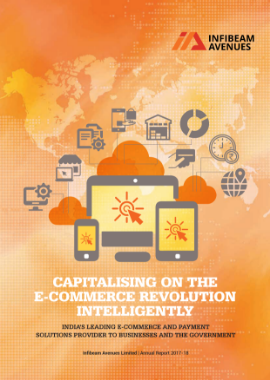 INFIBEAM
AVENUES
CAPITALISING ON THE
E-COMMERCE REVOLUTION
INTELLIGENTLY
INDIA'S LEADING E-COMMERCE AND PAYMENT
SOLUTIONS PROVIDER TO BUSINESSES AND THE GOVERNMENT
Infibeam Avenues Limited | Annual Report 2017-18